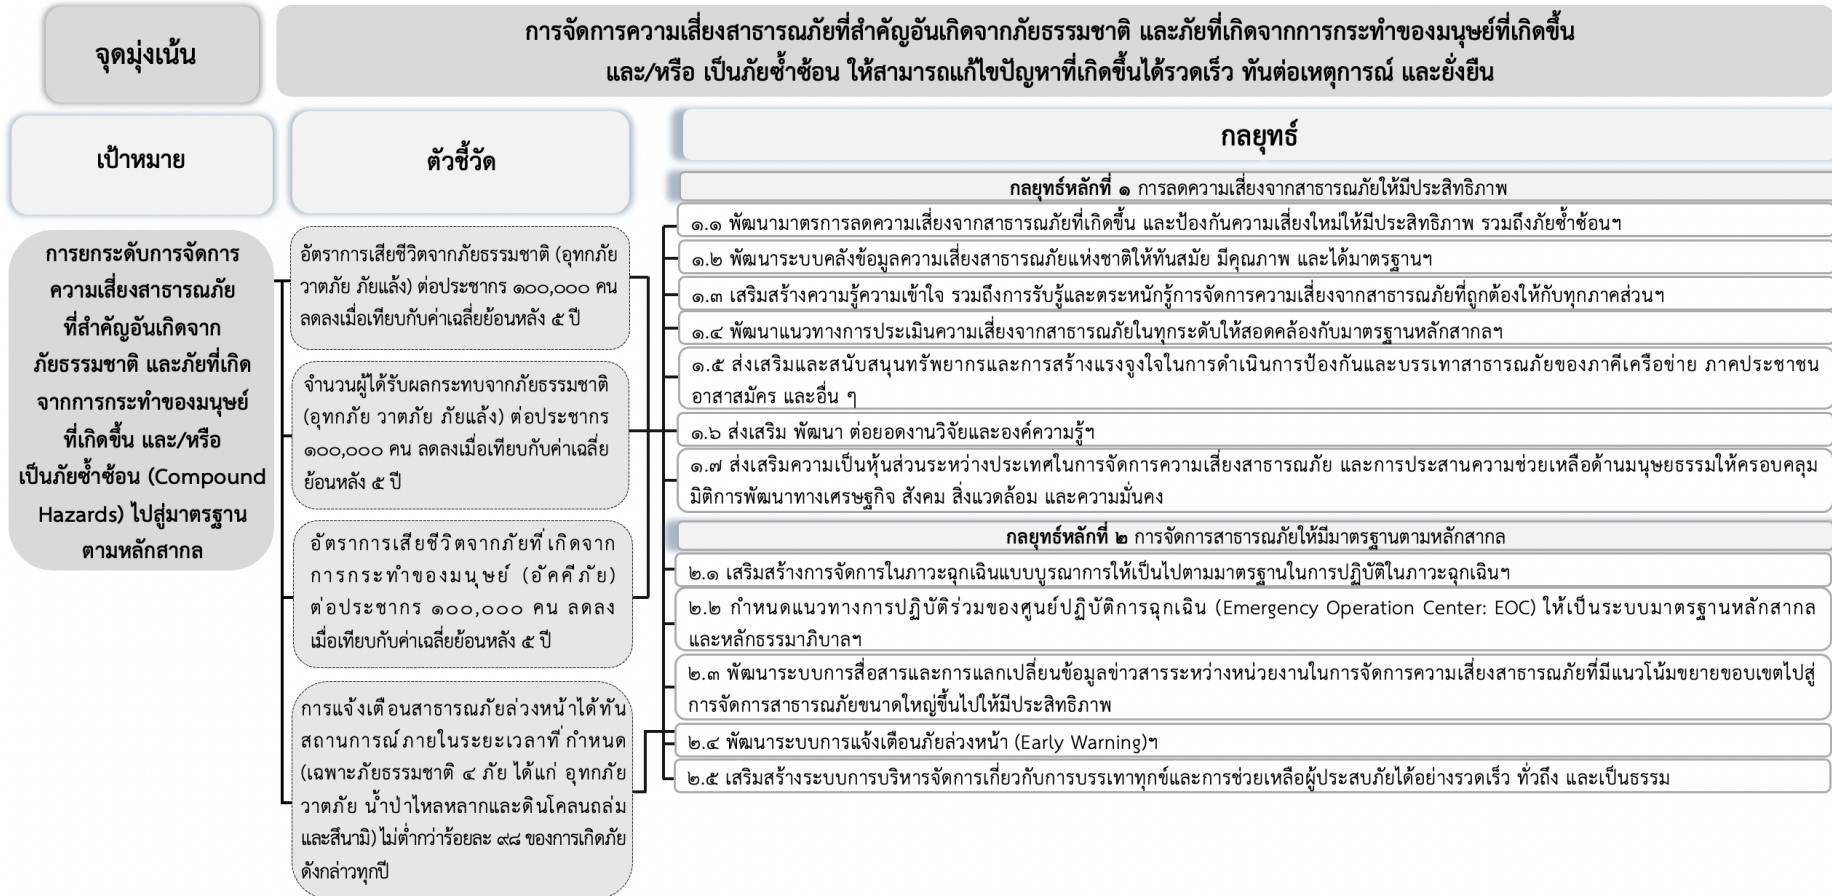 จุดมุ่งเน้น
การจัดการความเสี่ยงสาธารณภัยที่สำคัญอันเกิดจากภัยธรรมชาติ และภัยที่เกิดจากการกระทำของมนุษย์ที่เกิดขึ้น
และ/หรือ เป็นภัยซ้ำซ้อน ให้สามารถแก้ไขปัญหาที่เกิดขึ้นได้รวดเร็ว ทันต่อเหตุการณ์ และยั่งยืน
เป้าหมาย
การยกระดับการจัดการ
ความเสี่ยงสาธารณภัย
ที่สำคัญอันเกิดจาก
ภัยธรรมชาติ และภัยที่เกิด
จากการกระทำของมนุษย์
ที่เกิดขึ้น และ/หรือ
เป็นภัยซ้ำซ้อน (Compound
Hazards) ไปสู่มาตรฐาน
ตามหลักสากล
ตัวชี้วัด
อัตราการเสียชีวิตจากภัยธรรมชาติ (อุทกภัย
วาตภัย ภัยแล้ง) ต่อประชากร ๑๐๐,๐๐๐ คน
ลดลงเมื่อเทียบกับค่าเฉลี่ยย้อนหลัง ๕ ปี
จำนวนผู้ได้รับผลกระทบจากภัยธรรมชาติ
(อุทกภัย วาตภัย ภัยแล้ง) ต่อประชากร
๑๐๐,๐๐๐ คน ลดลงเมื่อเทียบกับค่าเฉลี่ย
ย้อนหลัง ๕ ปี
อัตราการเสียชีวิตจากภัยที่เกิดจาก
การกระทำของมนุษย์ (อัคคีภัย)
ต่อประชากร ๑๐๐,๐๐๐ คน ลดลง
เมื่อเทียบกับค่าเฉลี่ยย้อนหลัง ๕ ปี
การแจ้งเตือนสาธารณภัยล่วงหน้าได้ทัน
สถานการณ์ภายในระยะเวลาที่กำหนด
(เฉพาะภัยธรรมชาติ ๔ ภัย ได้แก่ อุทกภัย
วาตภัย น้ำป่าไหลหลากและดินโคลนถล่ม
และสึนามิ) ไม่ต่ำกว่าร้อยละ ๙๘ ของการเกิดภัย
ดังกล่าวทุกปี
กลยุทธ์
กลยุทธ์หลักที่ ๑ การลดความเสี่ยงจากสาธารณภัยให้มีประสิทธิภาพ
๑.๑ พัฒนามาตรการลดความเสี่ยงจากสาธารณภัยที่เกิดขึ้น และป้องกันความเสี่ยงใหม่ให้มีประสิทธิภาพ รวมถึงภัยซ้ำซ้อนฯ
๑.๒ พัฒนาระบบคลังข้อมูลความเสี่ยงสาธารณภัยแห่งชาติให้ทันสมัย มีคุณภาพ และได้มาตรฐานฯ
๑.๓ เสริมสร้างความรู้ความเข้าใจ รวมถึงการรับรู้และตระหนักรู้การจัดการความเสี่ยงจากสาธารณภัยที่ถูกต้องให้กับทุกภาคส่วนฯ
๑.๔ พัฒนาแนวทางการประเมินความเสี่ยงจากสาธารณภัยในทุกระดับให้สอดคล้องกับมาตรฐานหลักสากลฯ
๑.๕ ส่งเสริมและสนับสนุนทรัพยากรและการสร้างแรงจูงใจในการดำเนินการป้องกันและบรรเทาสาธารณภัยของภาคีเครือข่าย ภาคประชาชน
อาสาสมัคร และอื่น ๆ
๑.๖ ส่งเสริม พัฒนา ต่อยอดงานวิจัยและองค์ความรู้ฯ
๑.๗ ส่งเสริมความเป็นหุ้นส่วนระหว่างประเทศในการจัดการความเสี่ยงสาธารณภัย และการประสานความช่วยเหลือด้านมนุษยธรรมให้ครอบคลุม
มิติการพัฒนาทางเศรษฐกิจ สังคม สิ่งแวดล้อม และความมั่นคง
กลยุทธ์หลักที่ ๒ การจัดการสาธารณภัยให้มีมาตรฐานตามหลักสากล
๒.๑ เสริมสร้างการจัดการในภาวะฉุกเฉินแบบบูรณาการให้เป็นไปตามมาตรฐานในการปฏิบัติในภาวะฉุกเฉินฯ
๒.๒ กำหนดแนวทางการปฏิบัติร่วมของศูนย์ปฏิบัติการฉุกเฉิน (Emergency Operation Center: EOC) ให้เป็นระบบมาตรฐานหลักสากล
และหลักธรรมาภิบาลฯ
๒.๓ พัฒนาระบบการสื่อสารและการแลกเปลี่ยนข้อมูลข่าวสารระหว่างหน่วยงานในการจัดการความเสี่ยงสาธารณภัยที่มีแนวโน้มขยายขอบเขตไปสู่
การจัดการสาธารณภัยขนาดใหญ่ขึ้นไปให้มีประสิทธิภาพ
๒.๔ พัฒนาระบบการแจ้งเตือนภัยล่วงหน้า (Early Warning)ฯ
๒.๕ เสริมสร้างระบบการบริหารจัดการเกี่ยวกับการบรรเทาทุกข์และการช่วยเหลือผู้ประสบภัยได้อย่างรวดเร็ว ทั่วถึง และเป็นธรรม